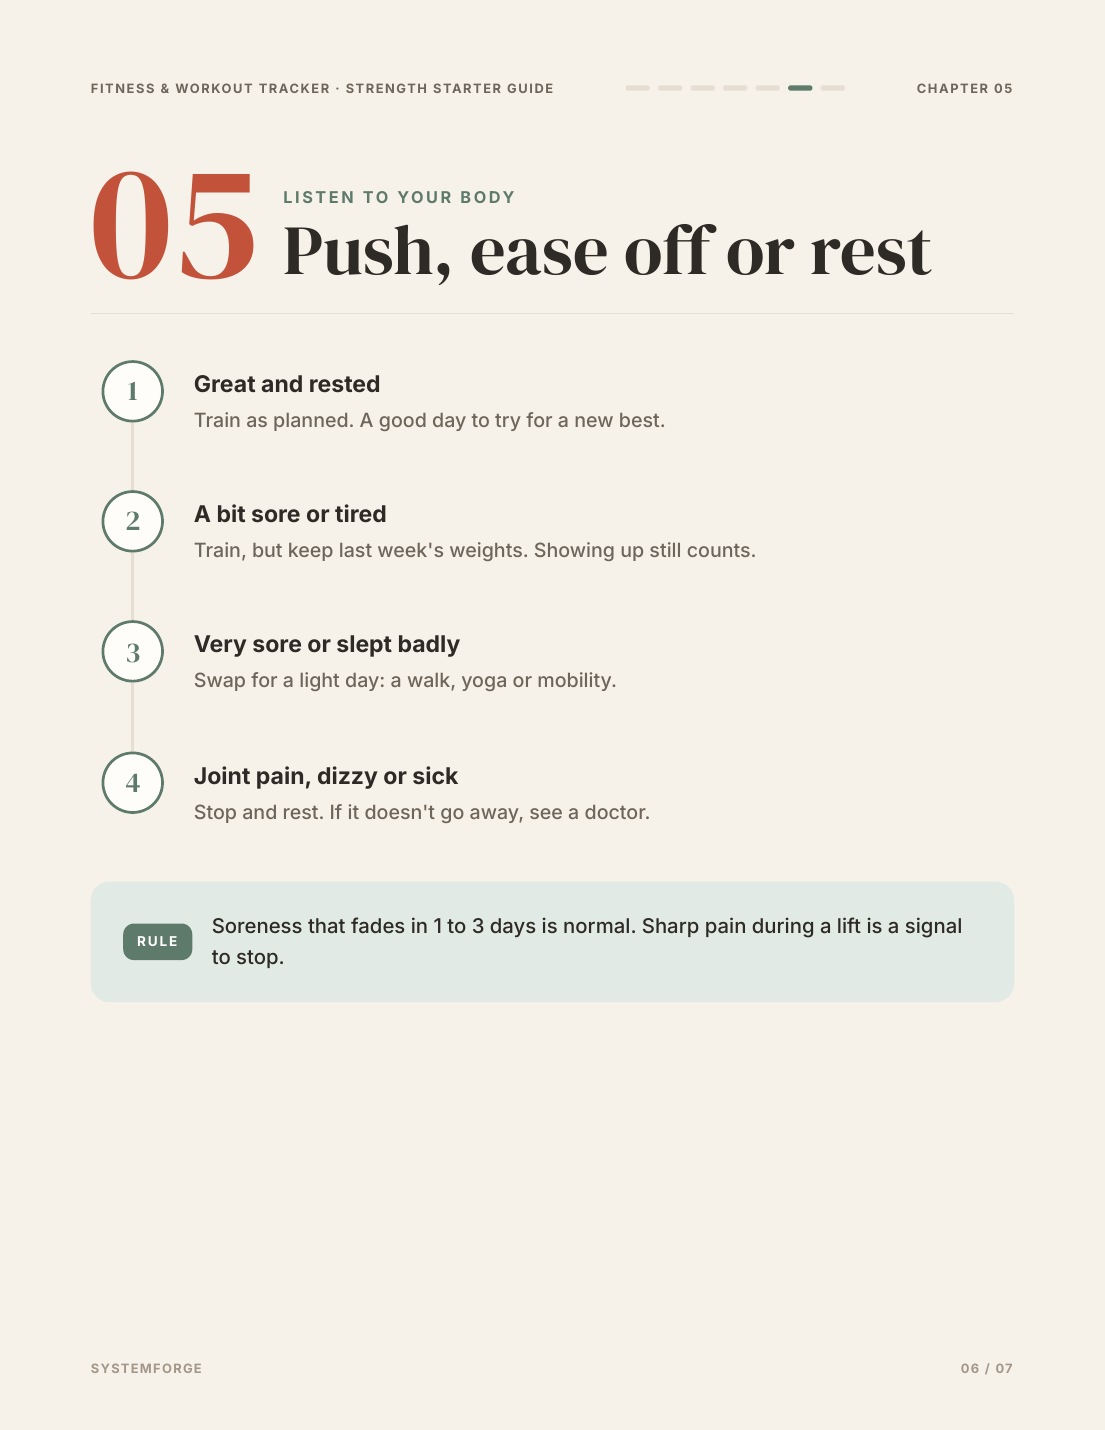 FITNESS & WORKOUT TRACKER · STRENGTH STARTER GUIDE
CHAPTER 05
05
LISTEN TO YOUR BODY
Push, ease off or rest
1
Great and rested
Train as planned. A good day to try for a new best.
2
A bit sore or tired
Train, but keep last week's weights. Showing up still counts.
3
Very sore or slept badly
Swap for a light day: a walk, yoga or mobility.
4
Joint pain, dizzy or sick
Stop and rest. If it doesn't go away, see a doctor.
RULE
Soreness that fades in 1 to 3 days is normal. Sharp pain during a lift is a signal
to stop.
SYSTEMFORGE
06 / 07